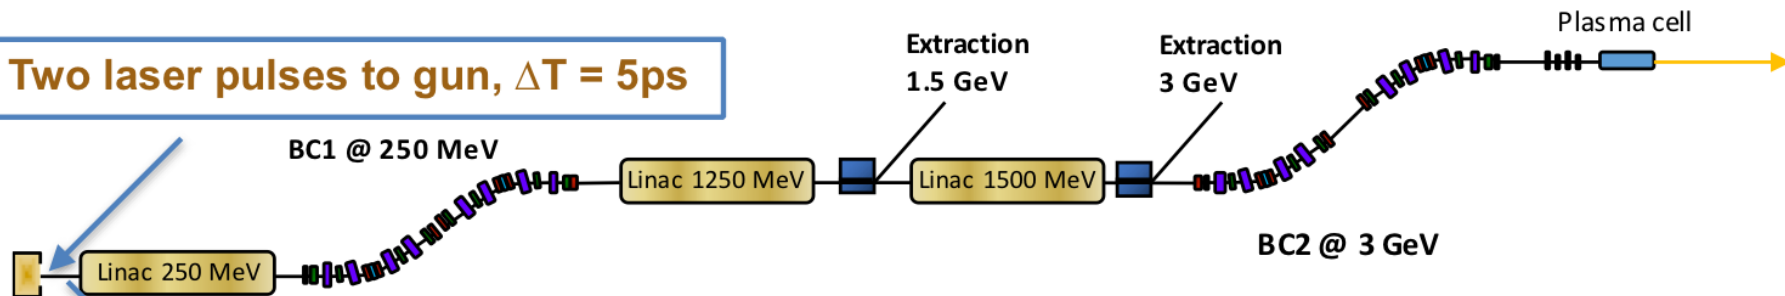 Plasma cell
Extraction
1.5 GeV
Extraction
3 GeV
Two laser pulses to gun, ΔT = 5ps
BC1 @ 250 MeV
Linac 1250 MeV
Linac 1500 MeV
BC2 @ 3 GeV
Linac 250 MeV